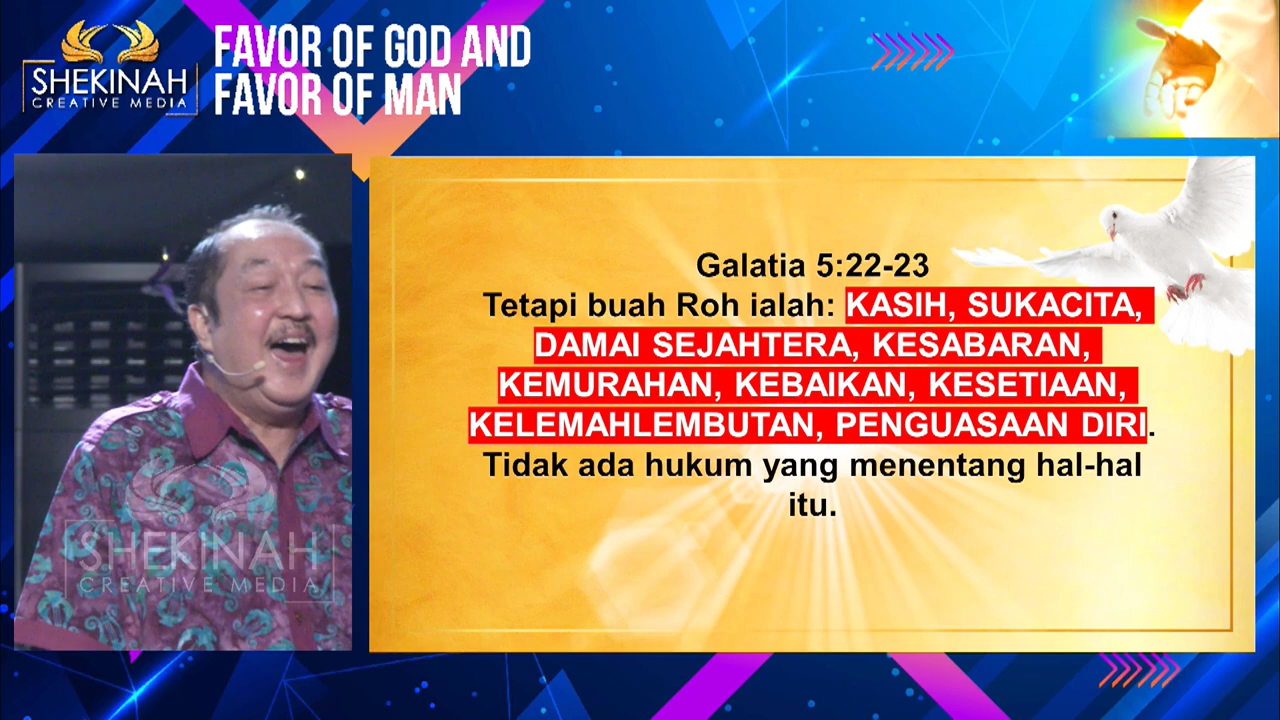 SHEKINAH
CREATIVE MEDIA
FAVOR OF GOD AND
FAVOR OF MAN
Galatia 5:22-23
Tetapi buah Roh ialah: KASIH, SUKACITA,
DAMAI SEJAHTERA, KESABARAN,
KEMURAHAN, KEBAIKAN, KESETIAAN,
KELEMAHLEMBUTAN, PENGUASAAN DIRI.
Tidak ada hukum yang menentang hal-hal
itu.
SHEKINAH
CREATIVE MEDIA